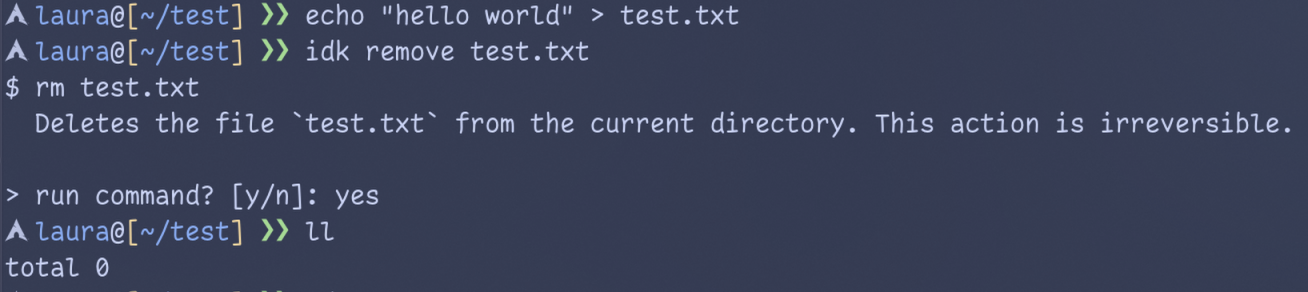 laura@[~/test] ❯❯ echo "hello world" > test.txt
laura@[~/test] ❯❯ idk remove test.txt
$ rm test.txt
Deletes the file `test.txt` from the current directory. This action is irreversible.
> run command? [y/n]: yes
laura@[~/test] ❯❯ ll
total 0